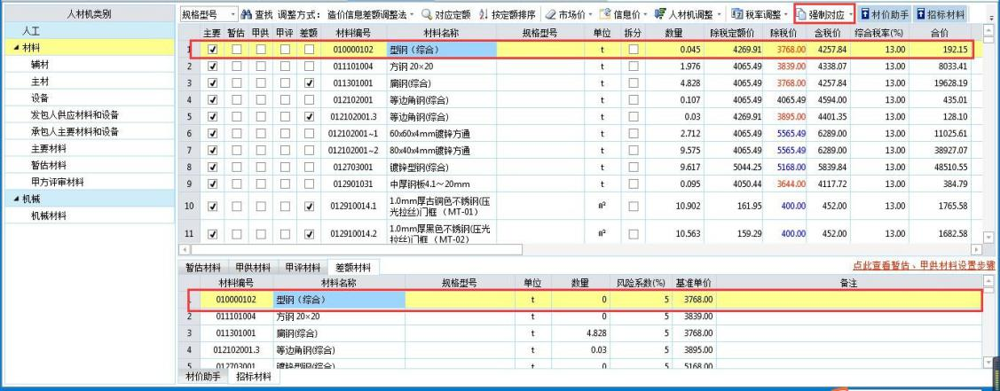 人材机类别
规格型号 查找 调整方式: 造价信息差额调整法 对应定额 按定额排序 市场价 信息价 人材机调整 税率调整 强制对应 材价助手 招标材料
人工
材料
辅材
主材
设备
发包人供应材料和设备
承包人主要材料和设备
主要材料
暂估材料
甲方评审材料
机械
机械材料
主要 暂估 甲供 甲评 差额 材料编号 材料名称 规格型号 单位 拆分 数量 除税定额价 除税价 含税价 综合税率(%) 合价
1 010000102 型钢（综合） t 0.045 4269.91 3768.00 4257.84 13.00 192.15
2 011101004 方钢 20×20 t 1.976 4065.49 3839.00 4338.07 13.00 8033.41
3 011301001 扁钢(综合) t 4.828 4065.49 3768.00 4257.84 13.00 19628.19
4 012102001 等边角钢(综合) t 0.107 4065.49 4065.49 4594.00 13.00 435.01
5 012102001.3 等边角钢(综合) t 0.03 4269.91 3895.00 4401.35 13.00 128.10
6 012102001~1 60x60x4mm镀锌方通 t 2.712 4065.49 5565.49 6289.00 13.00 11025.61
7 012102001~2 80x40x4mm镀锌方通 t 9.575 4065.49 5565.49 6289.00 13.00 38927.07
8 012703001 镀锌型钢(综合) t 9.617 5044.25 5168.00 5839.84 13.00 48510.55
9 012901031 中厚钢板4.1～20mm t 0.095 4050.44 3644.00 4117.72 13.00 384.79
10 012910014.1 1.0mm厚古铜色不锈钢(压
光拉丝)门框 （MT-01） m² 10.902 161.95 400.00 452.00 13.00 1765.58
11 012910014.2 1.0mm厚黑色不锈钢(压光
拉丝)门框 （MT-02） m² 10.563 159.29 400.00 452.00 13.00 1682.58
暂估材料 甲供材料 甲评材料 差额材料 点此查看暂估、甲供材料设置步骤
材料编号 材料名称 规格型号 单位 数量 风险系数(%) 基准单价 备注
1 010000102 型钢（综合） t 0 5 3768.00
2 011101004 方钢 20×20 t 0 5 3839.00
3 011301001 扁钢(综合) t 4.828 5 3768.00
4 012102001.3 等边角钢(综合) t 0.03 5 3895.00
5 012703001 镀锌型钢(综合) t 0 5 5168.00
材价助手 招标材料